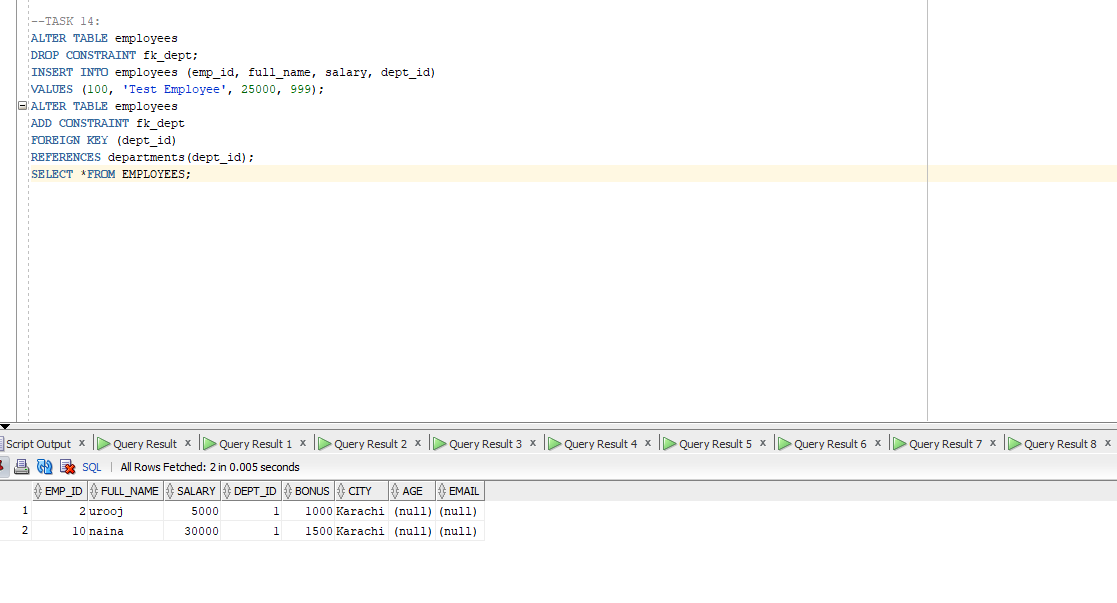 --TASK 14:
ALTER TABLE employees
DROP CONSTRAINT fk_dept;
INSERT INTO employees (emp_id, full_name, salary, dept_id)
VALUES (100, 'Test Employee', 25000, 999);
ALTER TABLE employees
ADD CONSTRAINT fk_dept
FOREIGN KEY (dept_id)
REFERENCES departments(dept_id);
SELECT *FROM EMPLOYEES;
Script Output x Query Result x Query Result 1 x Query Result 2 x Query Result 3 x Query Result 4 x Query Result 5 x Query Result 6 x Query Result 7 x Query Result 8 x
SQL | All Rows Fetched: 2 in 0.005 seconds
EMP_ID FULL_NAME SALARY DEPT_ID BONUS CITY AGE EMAIL
1 2 urooj 5000 1 1000 Karachi (null) (null)
2 10 naina 30000 1 1500 Karachi (null) (null)